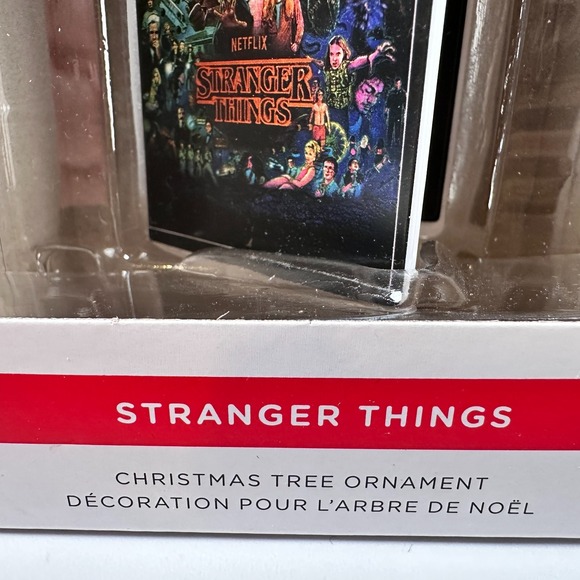 NETFLIX
STRANGER
THINGS
STRANGER THINGS
CHRISTMAS TREE ORNAMENT
DÉCORATION POUR L'ARBRE DE NOËL